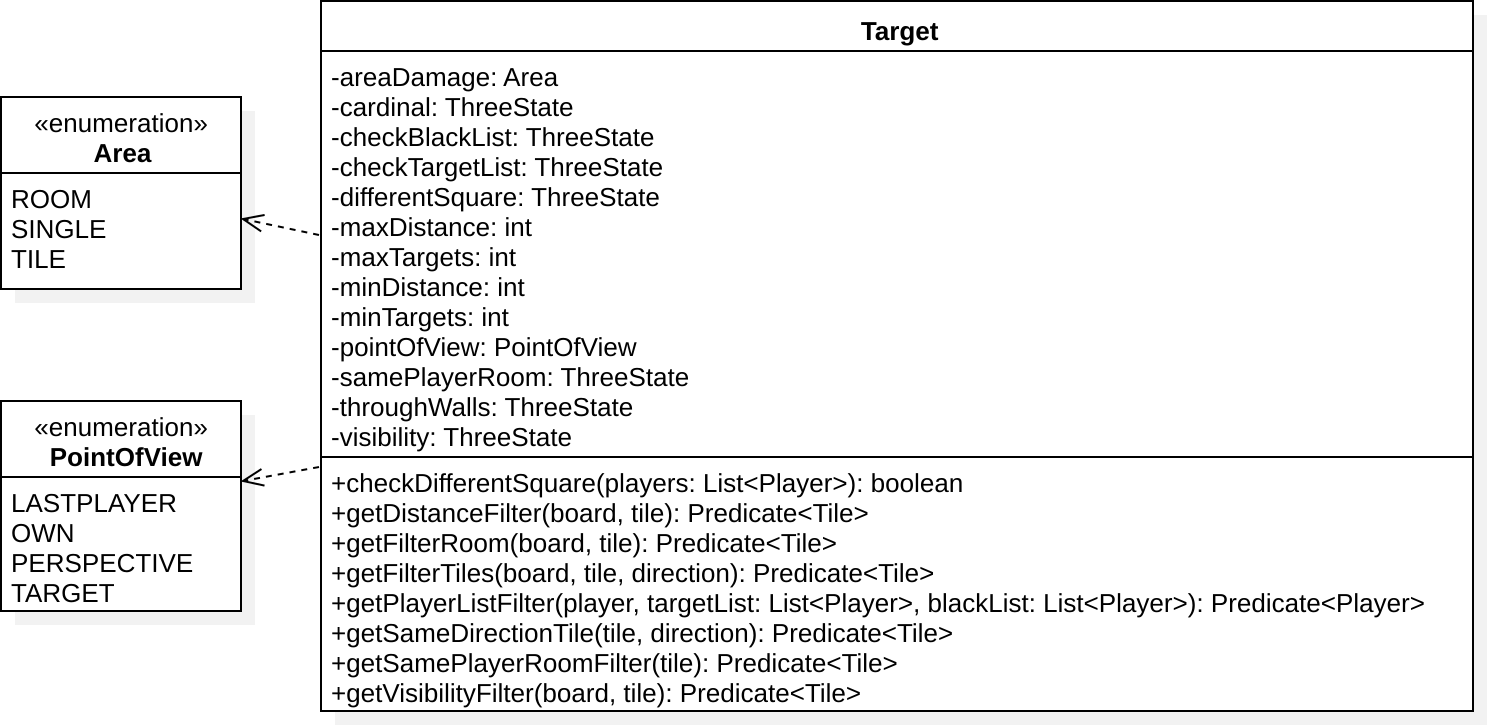 «enumeration»
Area
ROOM
SINGLE
TILE
«enumeration»
PointOfView
LASTPLAYER
OWN
PERSPECTIVE
TARGET
Target
-areaDamage: Area
-cardinal: ThreeState
-checkBlackList: ThreeState
-checkTargetList: ThreeState
-differentSquare: ThreeState
-maxDistance: int
-maxTargets: int
-minDistance: int
-minTargets: int
-pointOfView: PointOfView
-samePlayerRoom: ThreeState
-throughWalls: ThreeState
-visibility: ThreeState
+checkDifferentSquare(players: List<Player>): boolean
+getDistanceFilter(board, tile): Predicate<Tile>
+getFilterRoom(board, tile): Predicate<Tile>
+getFilterTiles(board, tile, direction): Predicate<Tile>
+getPlayerListFilter(player, targetList: List<Player>, blackList: List<Player>): Predicate<Player>
+getSameDirectionTile(tile, direction): Predicate<Tile>
+getSamePlayerRoomFilter(tile): Predicate<Tile>
+getVisibilityFilter(board, tile): Predicate<Tile>